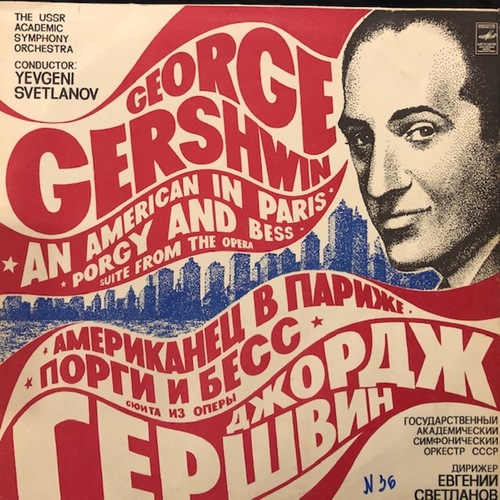 THE USSR
ACADEMIC
SYMPHONY
ORCHESTRA
CONDUCTOR:
YEVGENI
SVETLANOV
GEORGE
GERSHWIN
AN AMERICAN IN PARIS
PORGY AND BESS
SUITE FROM THE OPERA
АМЕРИКАНЕЦ В ПАРИЖЕ
ПОРГИ И БЕСС
СЮИТА ИЗ ОПЕРЫ
ДЖОРДЖ
ГЕРШВИН
ГОСУДАРСТВЕННЫЙ
АКАДЕМИЧЕСКИЙ
СИМФОНИЧЕСКИЙ
ОРКЕСТР СССР
ДИРИЖЕР
ЕВГЕНИЙ
СВЕТЛАНОВ
N 36